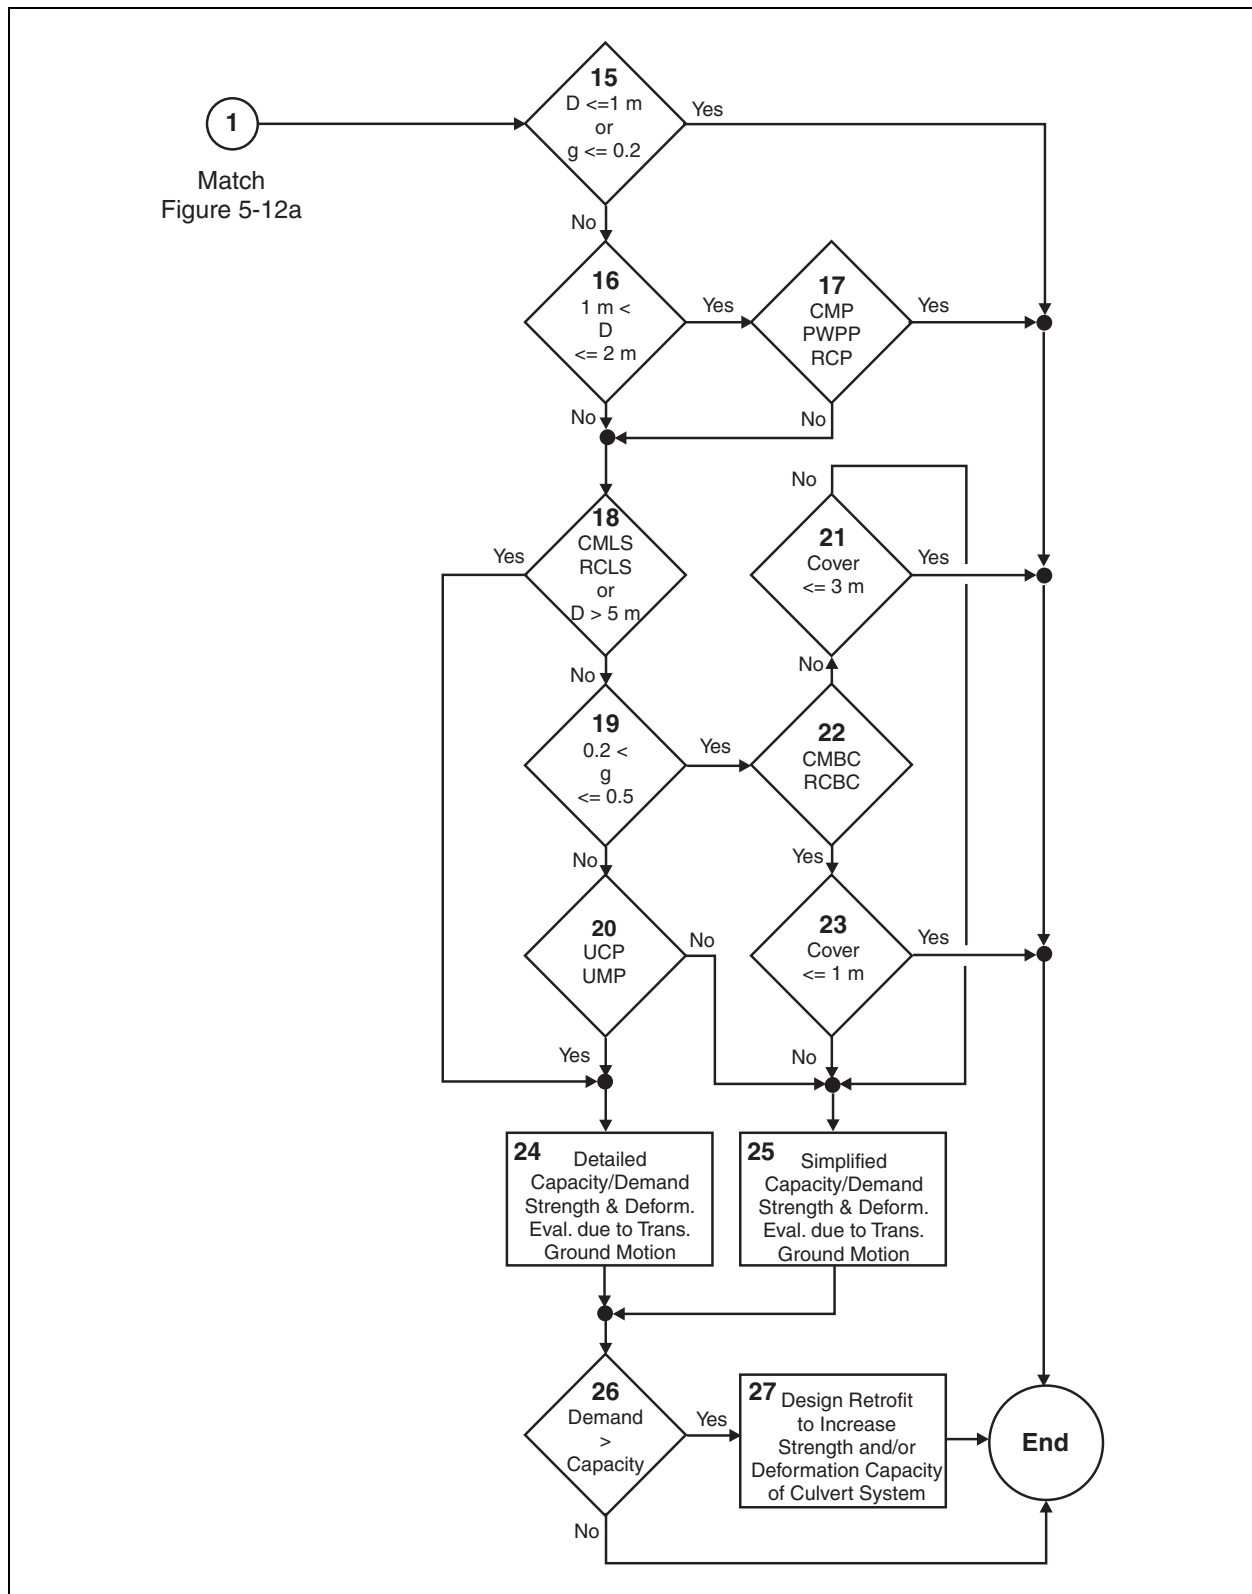 15
D <=1 m
or
g <= 0.2
Yes
1
Match
Figure 5-12a
No
16
1 m <
D
<= 2 m
Yes
17
CMP
PWPP
RCP
Yes
No
No
18
CMLS
RCLS
or
D > 5 m
Yes
No
21
Cover
<= 3 m
Yes
No
No
19
0.2 <
g
<= 0.5
Yes
22
CMBC
RCBC
No
Yes
20
UCP
UMP
No
23
Cover
<= 1 m
Yes
Yes
No
24
Detailed
Capacity/Demand
Strength & Deform.
Eval. due to Trans.
Ground Motion
25
Simplified
Capacity/Demand
Strength & Deform.
Eval. due to Trans.
Ground Motion
26
Demand
>
Capacity
Yes
27
Design Retrofit
to Increase
Strength and/or
Deformation Capacity
of Culvert System
End
No